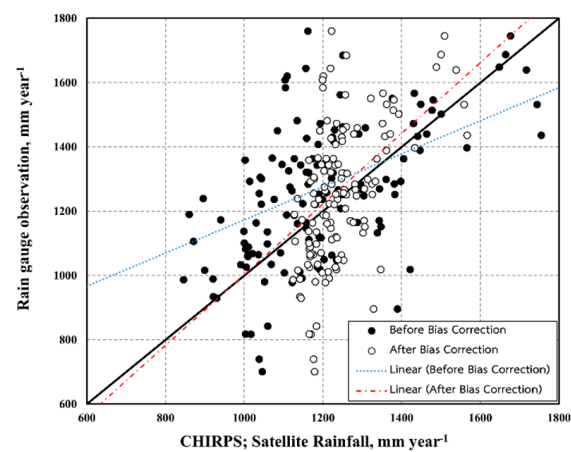 Rain gauge observation, mm year-1
1800
1600
1400
1200
1000
800
600
Before Bias Correction
After Bias Correction
Linear (Before Bias Correction)
Linear (After Bias Correction)
600 800 1000 1200 1400 1600 1800
CHIRPS; Satellite Rainfall, mm year-1